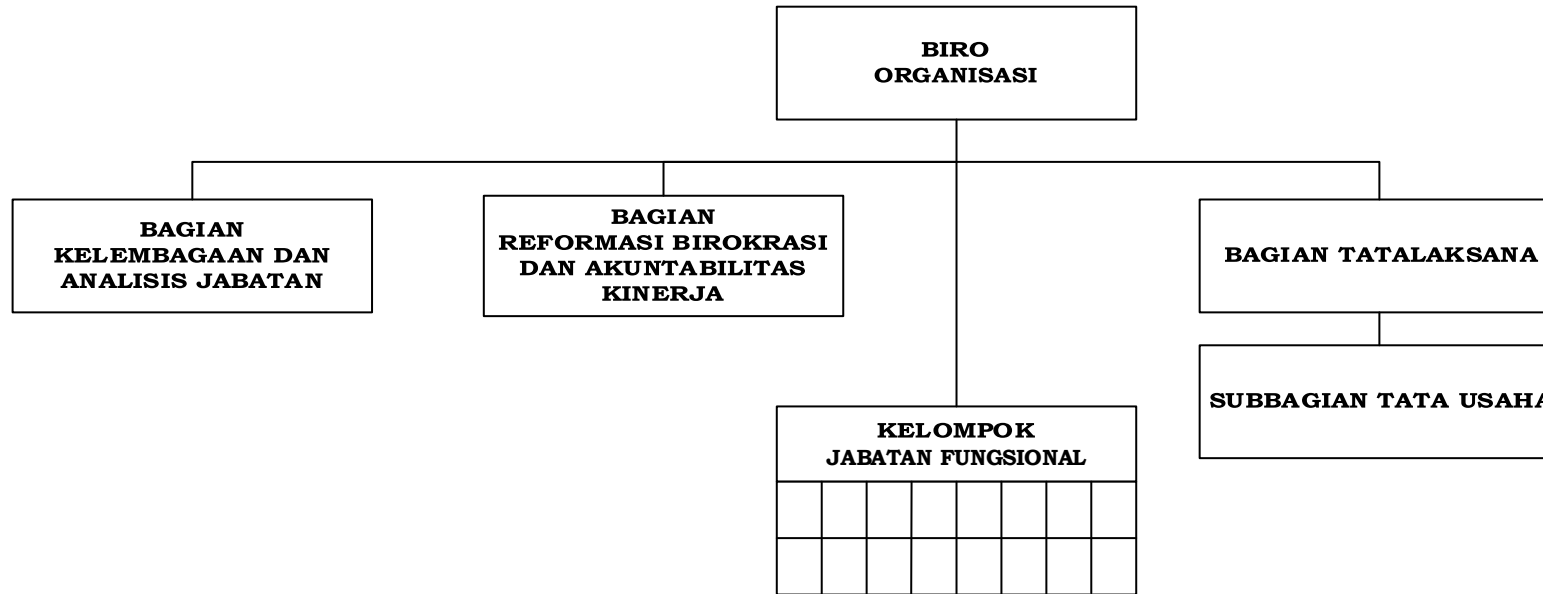 BIRO
ORGANISASI
BAGIAN
KELEMBAGAAN DAN
ANALISIS JABATAN
BAGIAN
REFORMASI BIROKRASI
DAN AKUNTABILITAS
KINERJA
BAGIAN TATALAKSANA
SUBBAGIAN TATA USAHA
KELOMPOK
JABATAN FUNGSIONAL